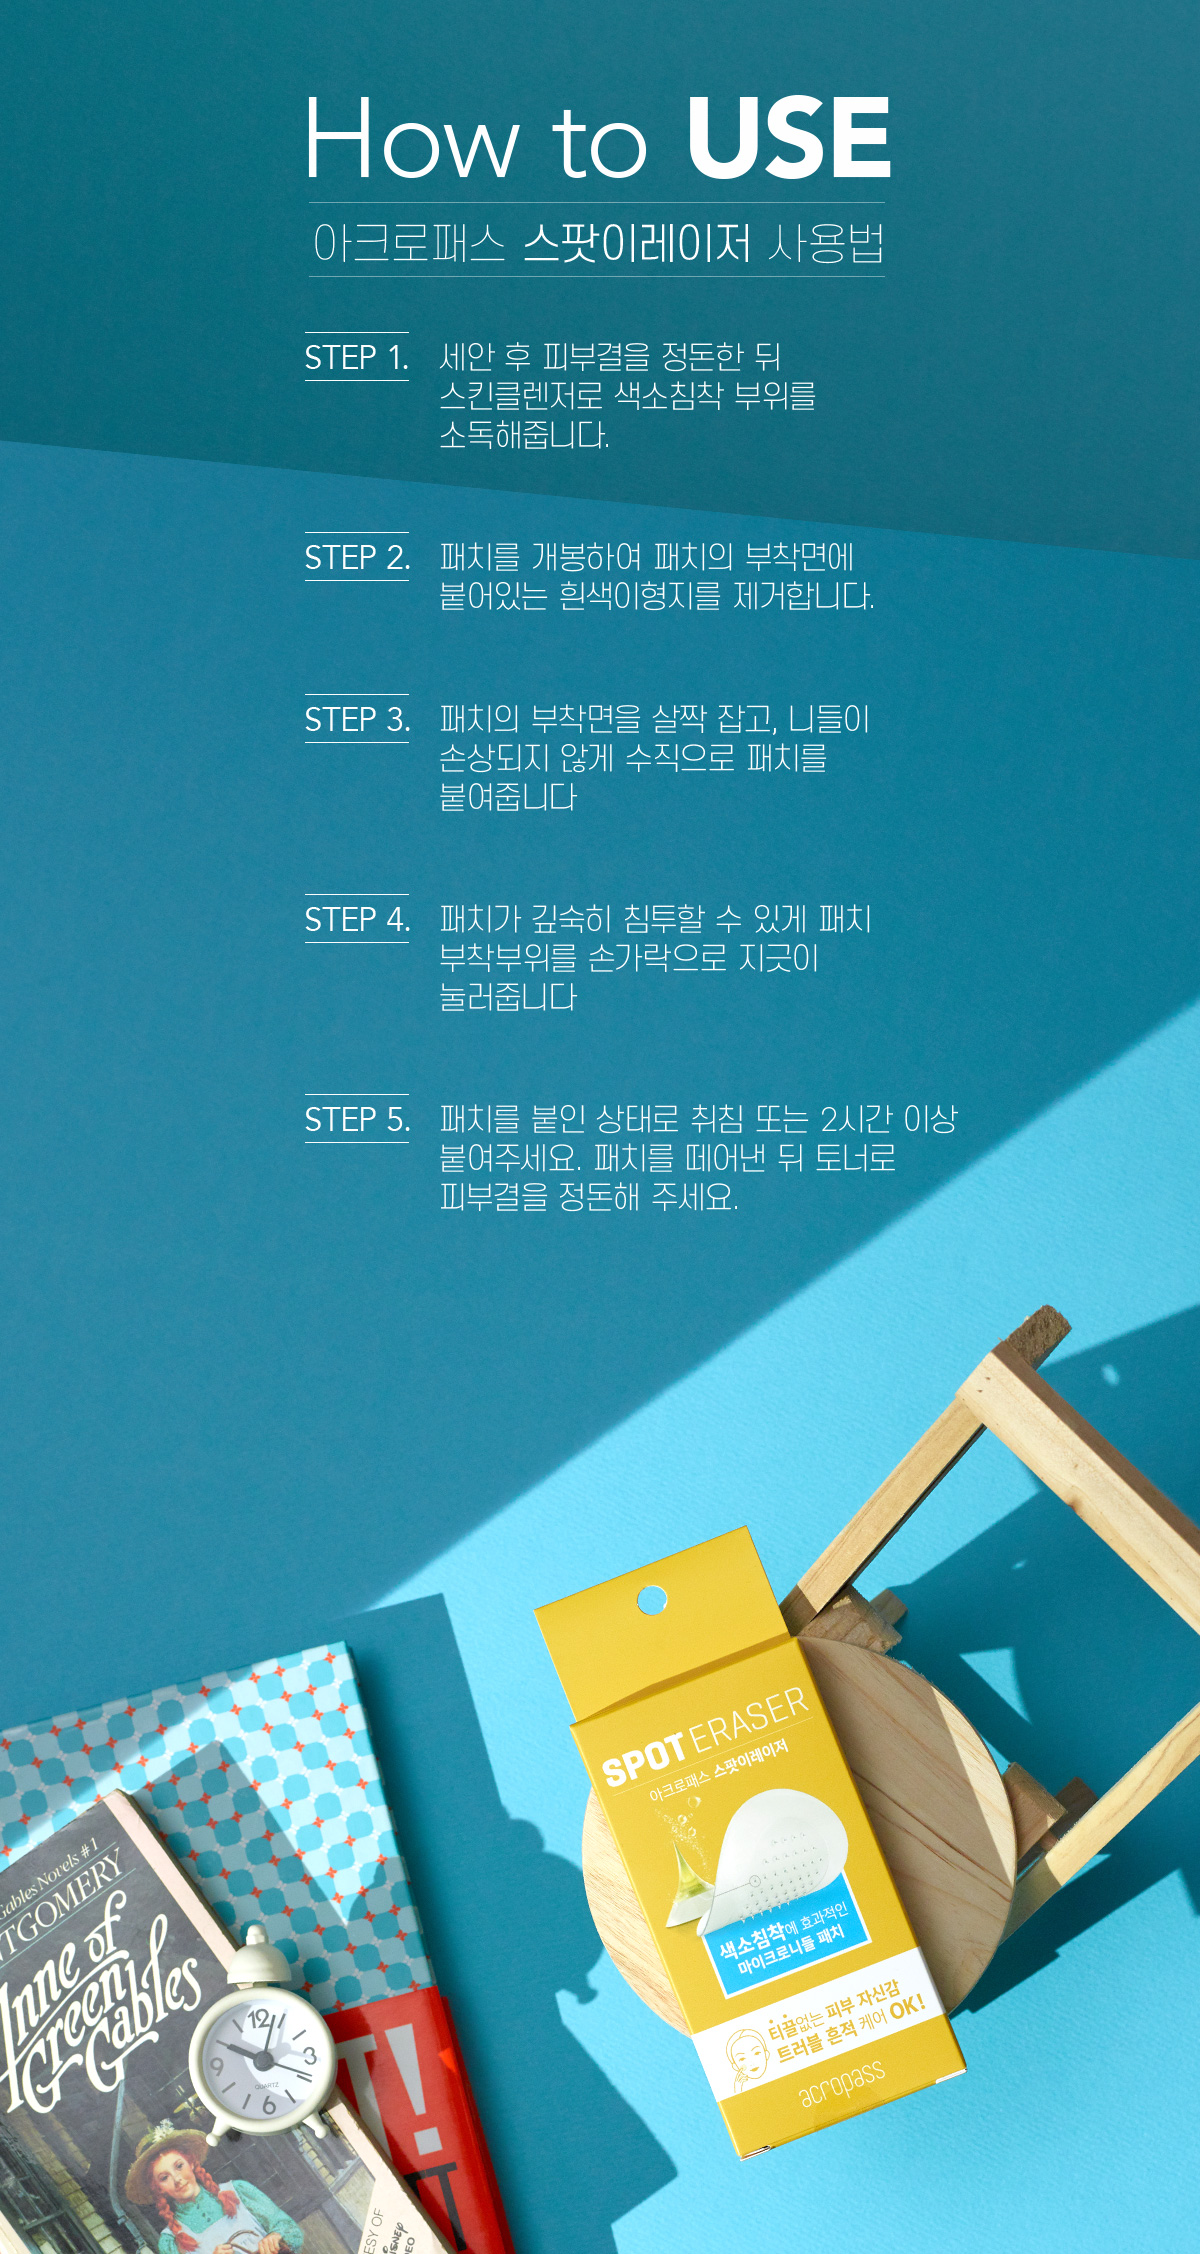 How to USE
아크로패스 스팟이레이저 사용법
STEP 1.
세안 후 피부결을 정돈한 뒤
스킨클렌저로 색소침착 부위를
소독해줍니다.
STEP 2.
패치를 개봉하여 패치의 부착면에
붙어있는 흰색이형지를 제거합니다.
STEP 3.
패치의 부착면을 살짝 잡고, 니들이
손상되지 않게 수직으로 패치를
붙여줍니다
STEP 4.
패치가 깊숙히 침투할 수 있게 패치
부착부위를 손가락으로 지긋이
눌러줍니다
STEP 5.
패치를 붙인 상태로 취침 또는 2시간 이상
붙여주세요. 패치를 떼어낸 뒤 토너로
피부결을 정돈해 주세요.
SPOT ERASER
아크로패스 스팟이레이저
색소침착에 효과적인
마이크로니들 패치
티끌없는 피부 자신감
트러블 흔적 케어 OK!
acropass
Gables Novels #1
TGOMERY
Anne of
Green
Gables
12
3
6
9
QUARTZ
T!
T
ESY OF